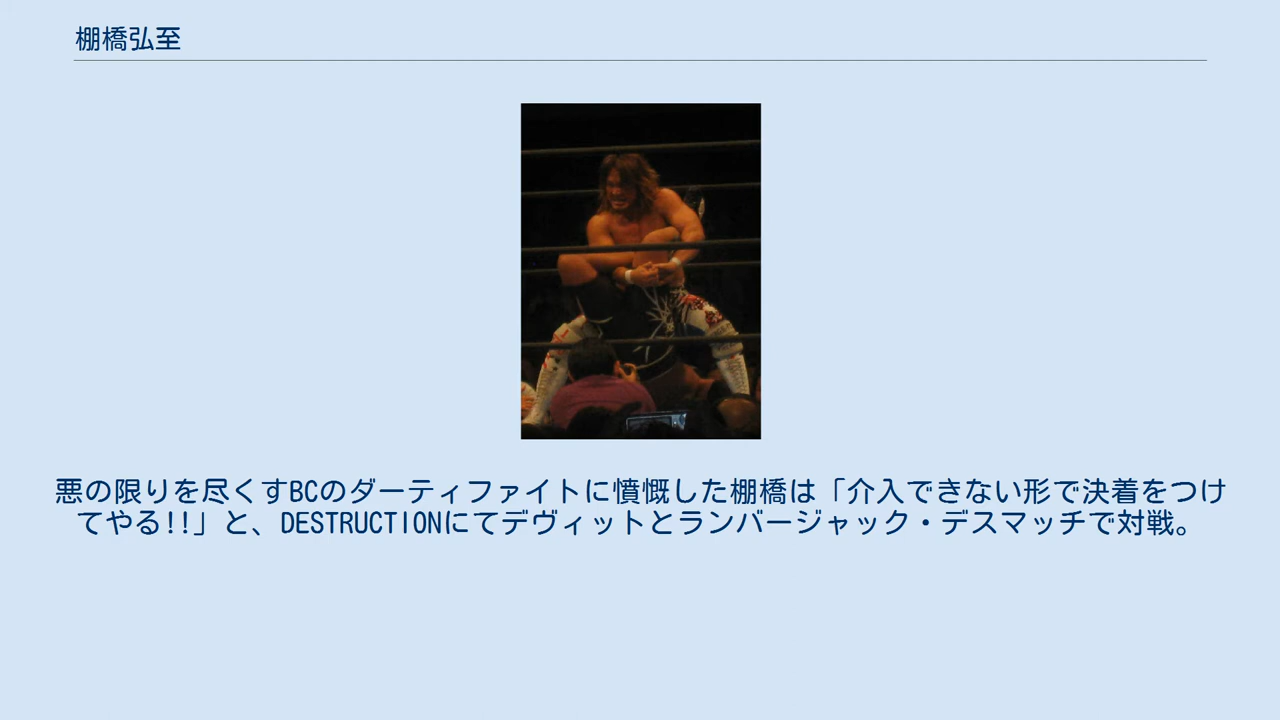 棚橋弘至
悪の限りを尽くすBCのダーティファイトに憤慨した棚橋は「介入できない形で決着をつけ
てやる!!」と、DESTRUCTIONにてデヴィットとランバージャック・デスマッチで対戦。